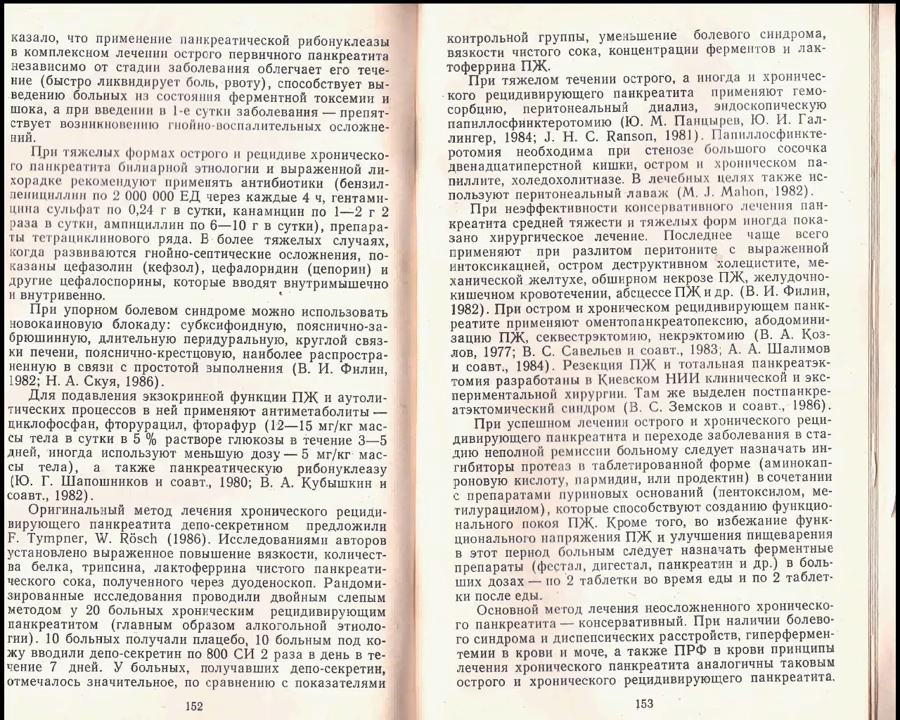 казало, что применение панкреатической рибонуклеазы
в комплексном лечении острого первичного панкреатита
независимо от стадии заболевания облегчает его тече-
ние (быстро ликвидирует боль, рвоту), способствует вы-
ведению больных из состояния ферментной токсемии и
шока, а при введении в 1-е сутки заболевания — препят-
ствует возникновению гнойно-воспалительных осложне-
ний.
При тяжелых формах острого и рецидиве хроническо-
го панкреатита билиарной этиологии и выраженной ли-
хорадке рекомендуют применять антибиотики (бензил-
пенициллин по 2 000 000 ЕД через каждые 4 ч, гентами-
цина сульфат по 0,24 г в сутки, канамицин по 1—2 г 2
раза в сутки, ампициллин по 6—10 г в сутки), препара-
ты тетрациклинового ряда. В более тяжелых случаях,
когда развиваются гнойно-септические осложнения, по-
казаны цефазолин (кефзол), цефалоридин (цепорин) и
другие цефалоспорины, которые вводят внутримышечно
и внутривенно.
При упорном болевом синдроме можно использовать
новокаиновую блокаду: субксифоидную, пояснично-за-
брюшинную, длительную перидуральную, круглой связ-
ки печени, пояснично-крестцовую, наиболее распростра-
ненную в связи с простотой зыполнения (В. И. Филин,
1982; Н. А. Скуя, 1986).
Для подавления экзокринной функции ПЖ и аутоли-
тических процессов в ней применяют антиметаболиты —
циклофосфан, фторурацил, фторафур (12—15 мг/кг мас-
сы тела в сутки в 5 % растворе глюкозы в течение 3—5
дней, иногда используют меньшую дозу — 5 мг/кг мас-
сы тела), а также панкреатическую рибонуклеазу
(Ю. Г. Шапошников и соавт., 1980; В. А. Кубышкин и
соавт., 1982).
Оригинальный метод лечения хронического рециди-
вирующего панкреатита депо-секретином предложили
F. Tympner, W. Rösch (1986). Исследованиями авторов
установлено выраженное повышение вязкости, количест-
ва белка, трипсина, лактоферрина чистого панкреати-
ческого сока, полученного через дуоденоскоп. Рандоми-
зированные исследования проводили двойным слепым
методом у 20 больных хроническим рецидивирующим
панкреатитом (главным образом алкогольной этиоло-
гии). 10 больных получали плацебо, 10 больным под ко-
жу вводили депо-секретин по 800 СИ 2 раза в день в те-
чение 7 дней. У больных, получавших депо-секретин,
отмечалось значительное, по сравнению с показателями
152
контрольной группы, уменьшение болевого синдрома,
вязкости чистого сока, концентрации ферментов и лак-
тоферрина ПЖ.
При тяжелом течении острого, а иногда и хроничес-
кого рецидивирующего панкреатита применяют гемо-
сорбцию, перитонеальный диализ, эндоскопическую
папиллосфинктеротомию (Ю. М. Панцырев, Ю. И. Гал-
лингер, 1984; J. H. C. Ranson, 1981). Папиллосфинкте-
ротомия необходима при стенозе большого сосочка
двенадцатиперстной кишки, остром и хроническом па-
пиллите, холедохолитиазе. В лечебных целях также ис-
пользуют перитонеальный лаваж (M. J. Mahon, 1982).
При неэффективности консервативного лечения пан-
креатита средней тяжести и тяжелых форм иногда пока-
зано хирургическое лечение. Последнее чаще всего
применяют при разлитом перитоните с выраженной
интоксикацией, остром деструктивном холецистите, ме-
ханической желтухе, обширном некрозе ПЖ, желудочно-
кишечном кровотечении, абсцессе ПЖ и др. (В. И. Филин,
1982). При остром и хроническом рецидивирующем панк-
реатите применяют оментопанкреатопексию, абодомини-
зацию ПЖ, секвестрэктомию, некрэктомию (В. А. Коз-
лов, 1977; В. С. Савельев и соавт., 1983; А. А. Шалимов
и соавт., 1984). Резекция ПЖ и тотальная панкреатэк-
томия разработаны в Киевском НИИ клинической и экс-
периментальной хирургии. Там же выделен постпанкре-
атэктомический синдром (В. С. Земсков и соавт., 1986).
При успешном лечении острого и хронического реци-
дивирующего панкреатита и переходе заболевания в ста-
дию неполной ремиссии больному следует назначать ин-
гибиторы протеаз в таблетированной форме (аминокап-
роновую кислоту, пармидин, или продектин) в сочетании
с препаратами пуриновых оснований (пентоксилом, ме-
тилурацилом), которые способствуют созданию функцио-
нального покоя ПЖ. Кроме того, во избежание функ-
ционального напряжения ПЖ и улучшения пищеварения
в этот период больным следует назначать ферментные
препараты (фестал, дигестал, панкреатин и др.) в боль-
ших дозах — по 2 таблетки во время еды и по 2 таблет-
ки после еды.
Основной метод лечения неосложненного хроническо-
го панкреатита — консервативный. При наличии болево-
го синдрома и диспепсических расстройств, гиперфермен-
темии в крови и моче, а также ПРФ в крови принципы
лечения хронического панкреатита аналогичны таковым
острого и хронического рецидивирующего панкреатита.
153